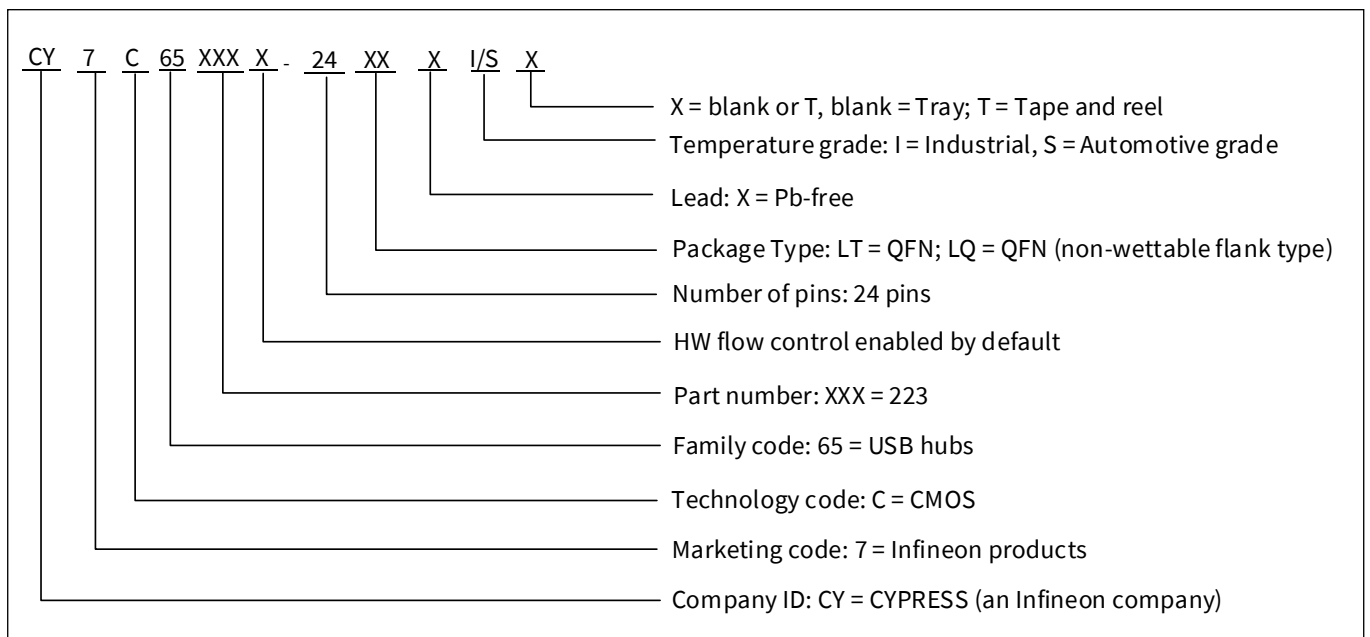 CY 7 C 65 XXX X - 24 XX X I/S X
X = blank or T, blank = Tray; T = Tape and reel
Temperature grade: I = Industrial, S = Automotive grade
Lead: X = Pb-free
Package Type: LT = QFN; LQ = QFN (non-wettable flank type)
Number of pins: 24 pins
HW flow control enabled by default
Part number: XXX = 223
Family code: 65 = USB hubs
Technology code: C = CMOS
Marketing code: 7 = Infineon products
Company ID: CY = CYPRESS (an Infineon company)